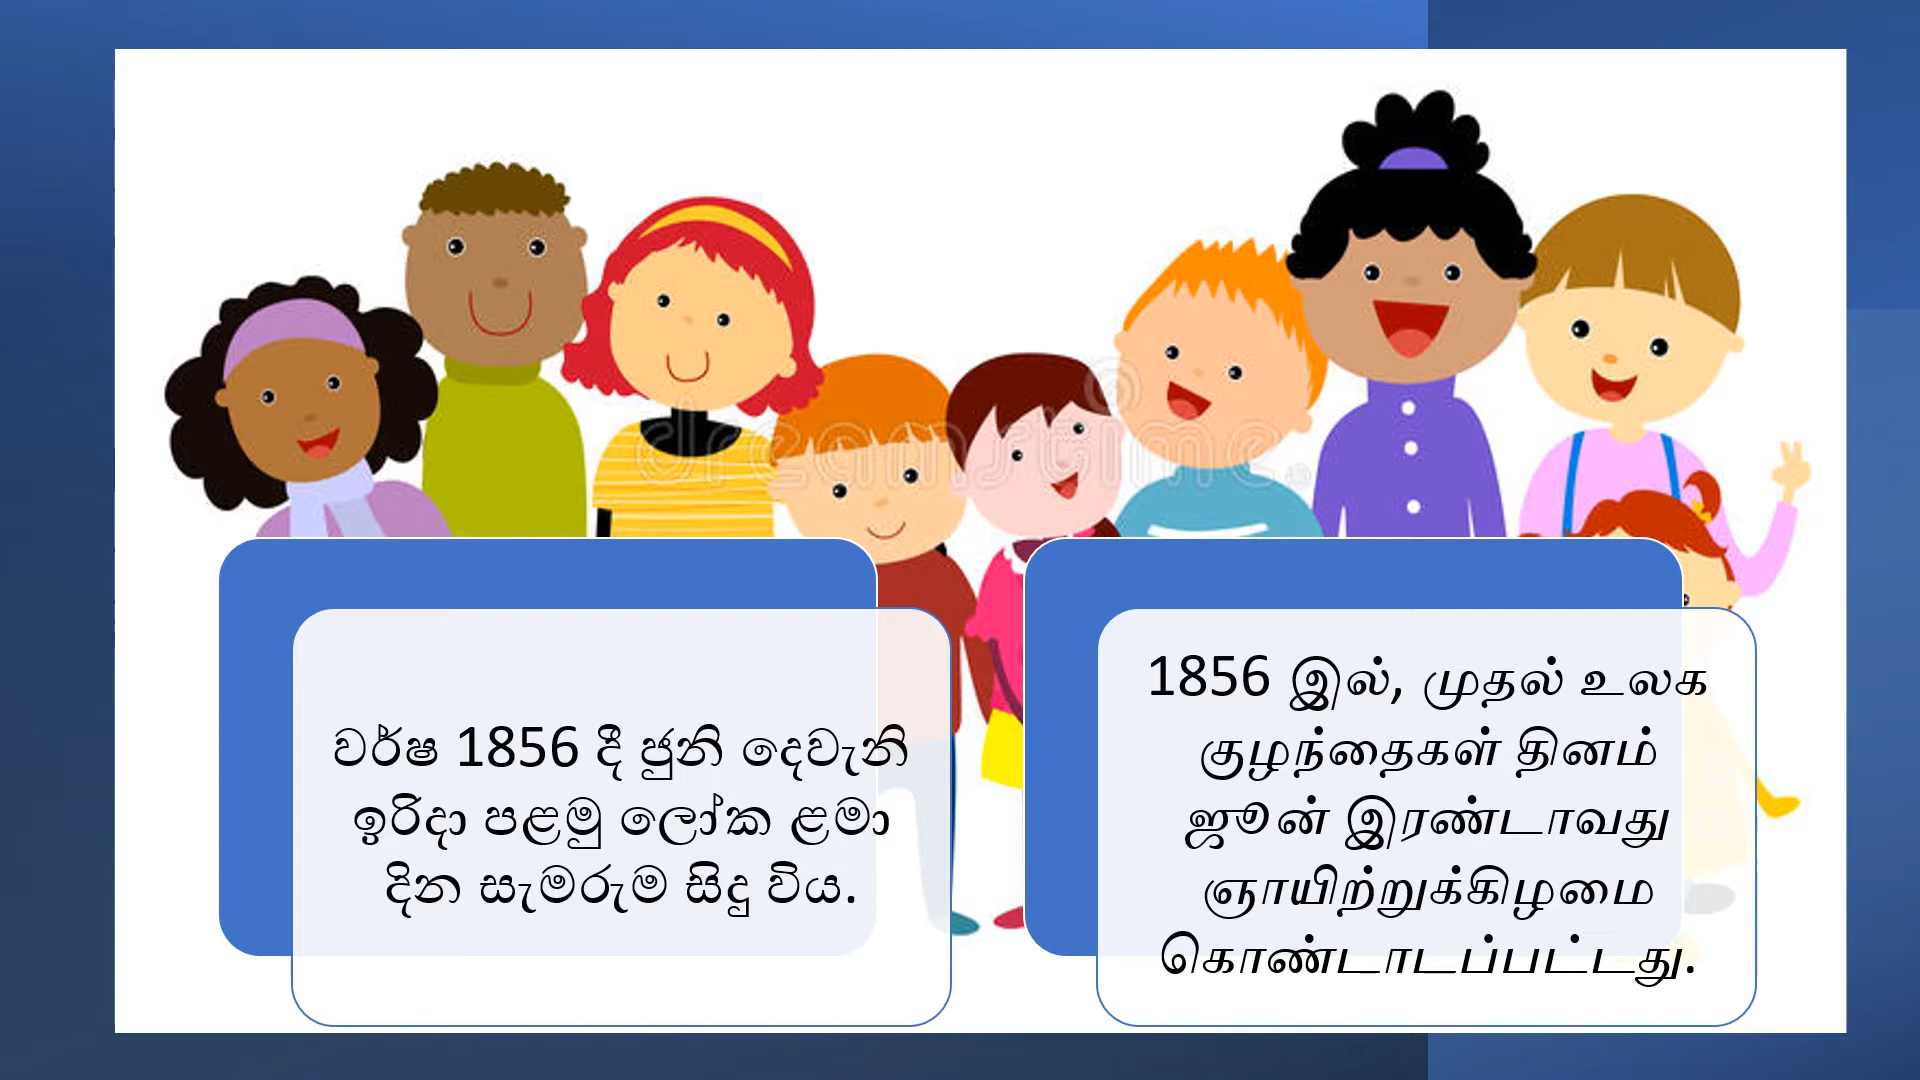 dreamstime
වර්ෂ 1856 දී ජුනි දෙවැනි
ඉරිදා පළමු ලෝක ළමා
දින සැමරුම සිදු විය.
1856 இல், முதல் உலக
குழந்தைகள் தினம்
ஜூன் இரண்டாவது
ஞாயிற்றுக்கிழமை
கொண்டாடப்பட்டது.